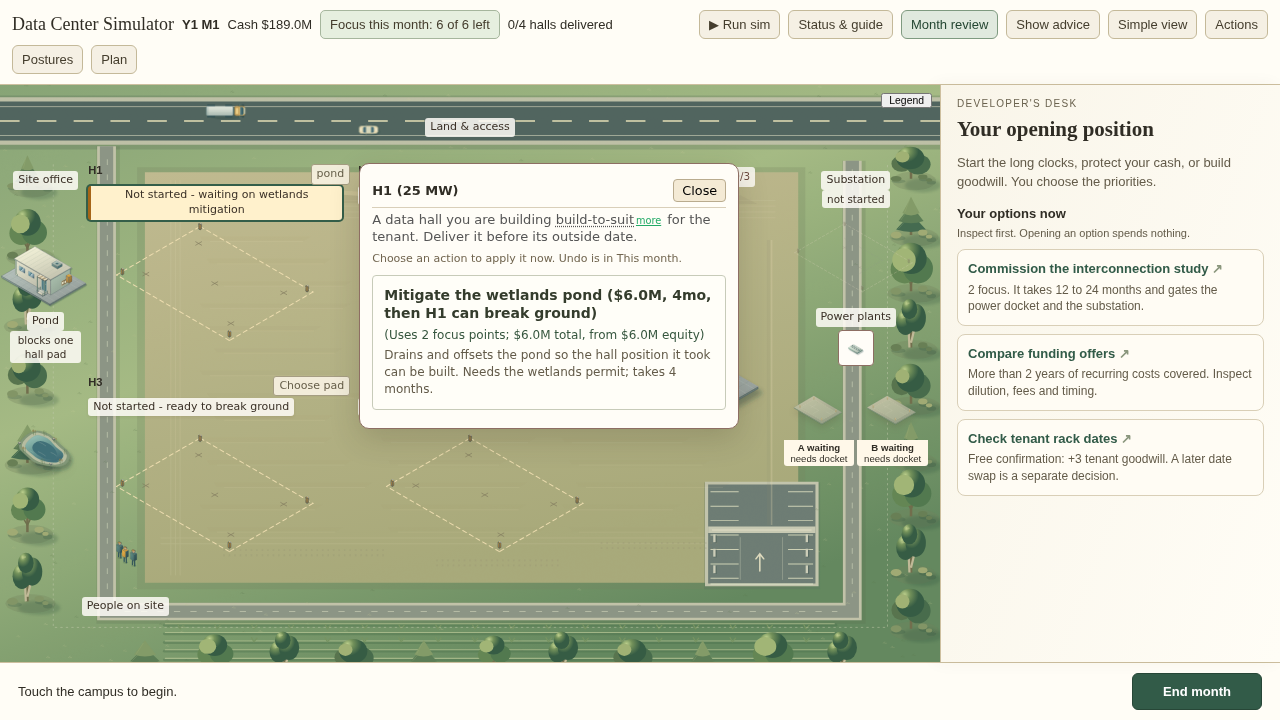 Data Center Simulator Y1 M1 Cash $189.0M Focus this month: 6 of 6 left 0/4 halls delivered
▶ Run sim Status & guide Month review Show advice Simple view Actions
Postures Plan
Legend
Land & access
Site office
H1
pond
/3
Not started - waiting on wetlands
mitigation
Substation
not started
Pond
blocks one
hall pad
Power plants
H3
Choose pad
Not started - ready to break ground
A waiting
needs docket
B waiting
needs docket
People on site
H1 (25 MW)
Close
A data hall you are building build-to-suit more for the
tenant. Deliver it before its outside date.
Choose an action to apply it now. Undo is in This month.
Mitigate the wetlands pond ($6.0M, 4mo,
then H1 can break ground)
(Uses 2 focus points; $6.0M total, from $6.0M equity)
Drains and offsets the pond so the hall position it took
can be built. Needs the wetlands permit; takes 4
months.
DEVELOPER'S DESK
Your opening position
Start the long clocks, protect your cash, or build
goodwill. You choose the priorities.
Your options now
Inspect first. Opening an option spends nothing.
Commission the interconnection study ↗
2 focus. It takes 12 to 24 months and gates the
power docket and the substation.
Compare funding offers ↗
More than 2 years of recurring costs covered. Inspect
dilution, fees and timing.
Check tenant rack dates ↗
Free confirmation: +3 tenant goodwill. A later date
swap is a separate decision.
Touch the campus to begin.
End month